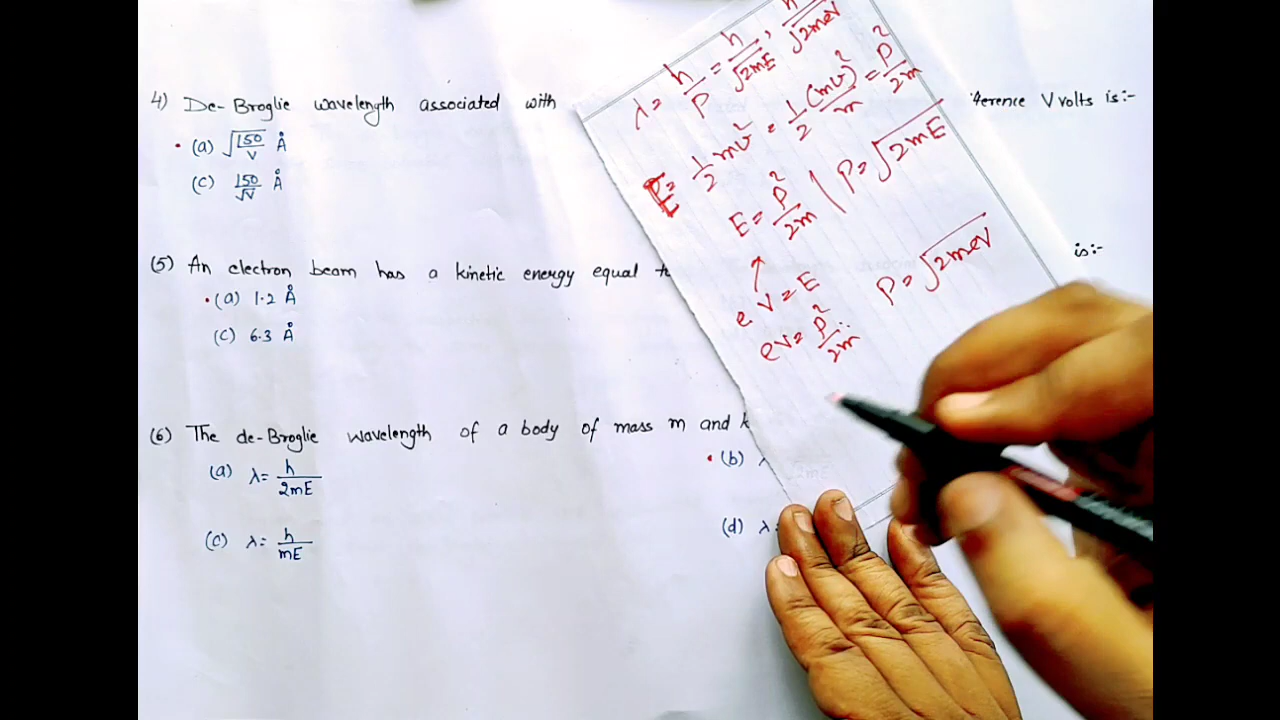 4) De-Broglie wavelength associated with
ference V volts is:-
(a) √150/V Å
(c) 150/√V Å
(5) An electron beam has a kinetic energy equal
is:-
(a) 1.2 Å
(c) 6.3 Å
(6) The de-Broglie wavelength of a body of mass m and
(a) λ= h/2mE
(b) λ
(c) λ= h/mE
(d) λ=
λ= h/P = h/√2mE, h/√2meV
E= 1/2 mv² = 1/2 (mv)²/m = P²/2m
E= P²/2m | P= √2mE
e.V=E P= √2meV
eV= P²/2m